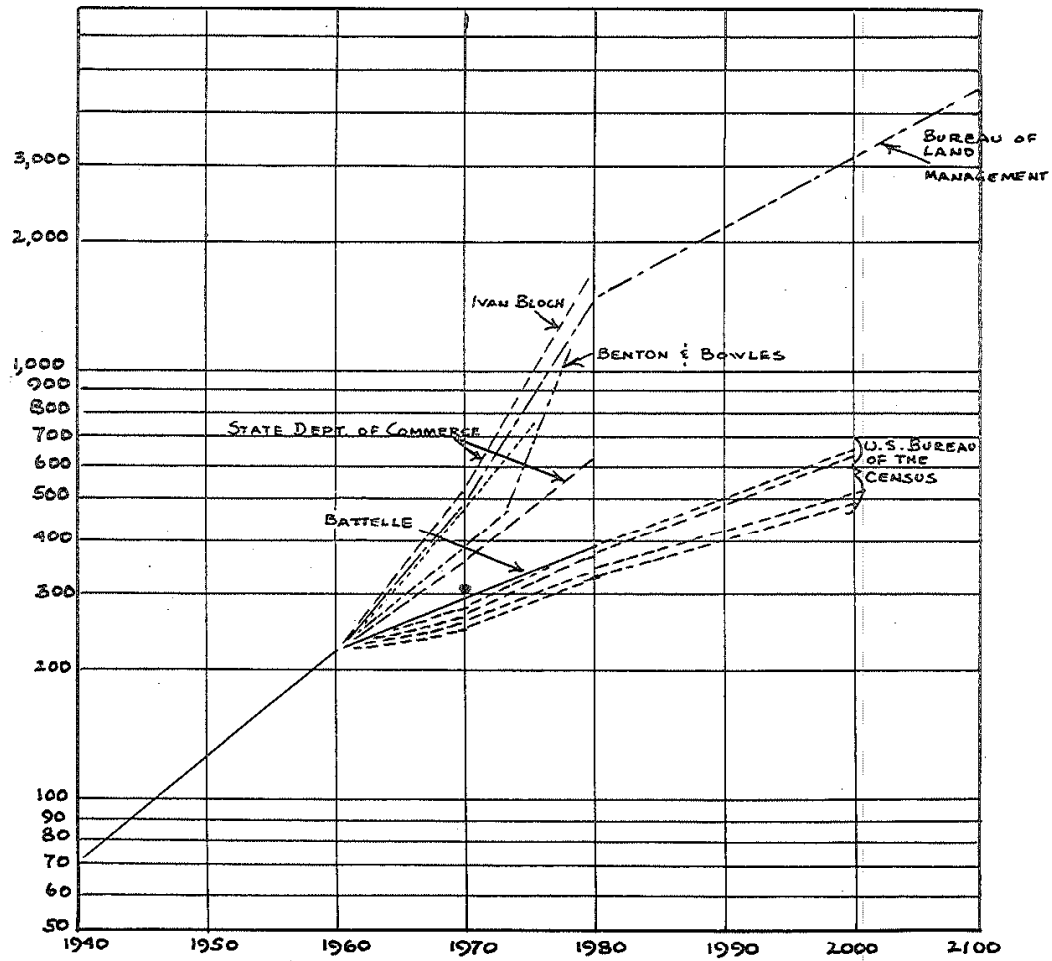 3,000
2,000
1,000
900
800
700
600
500
400
300
200
100
90
80
70
60
50
1940
1950
1960
1970
1980
1990
2000
2100
BUREAU OF
LAND
MANAGEMENT
IVAN BLOCH
BENTON & BOWLES
STATE DEPT. OF COMMERCE
BATTELLE
U.S. BUREAU
OF THE
CENSUS